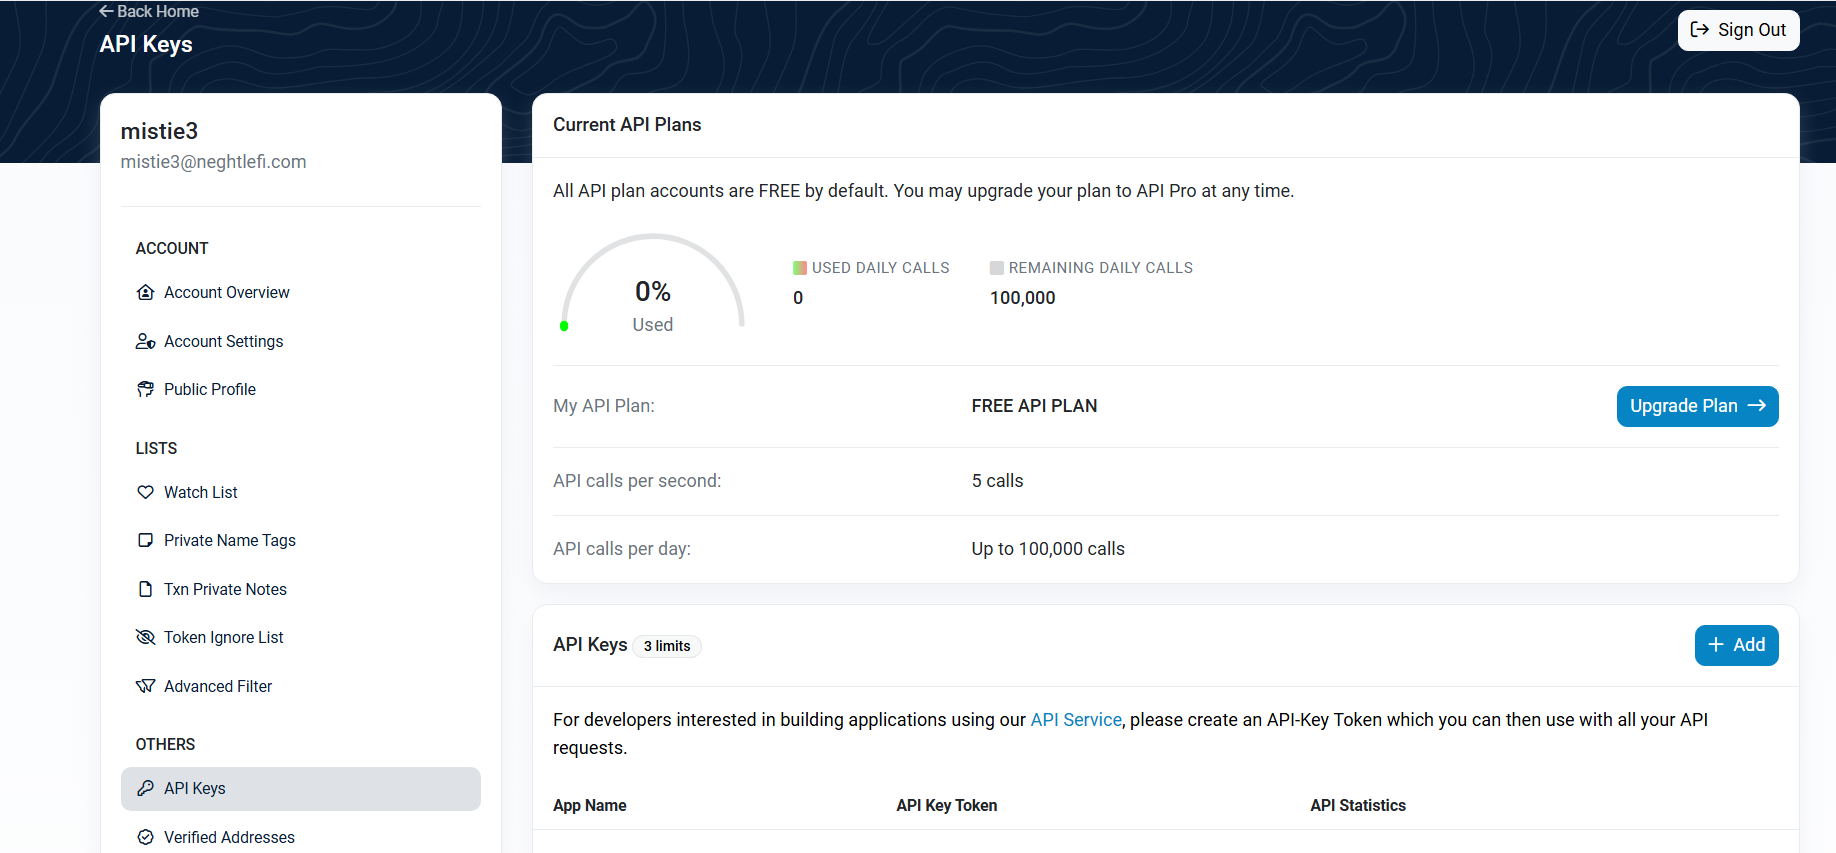 Back Home
API Keys
Sign Out
mistie3
mistie3@neghtlefi.com
ACCOUNT
Account Overview
Account Settings
Public Profile
LISTS
Watch List
Private Name Tags
Txn Private Notes
Token Ignore List
Advanced Filter
OTHERS
API Keys
Verified Addresses
Current API Plans
All API plan accounts are FREE by default. You may upgrade your plan to API Pro at any time.
0%
Used
USED DAILY CALLS
0
REMAINING DAILY CALLS
100,000
My API Plan:
FREE API PLAN
Upgrade Plan
API calls per second:
5 calls
API calls per day:
Up to 100,000 calls
API Keys 3 limits
Add
For developers interested in building applications using our API Service, please create an API-Key Token which you can then use with all your API
requests.
App Name
API Key Token
API Statistics